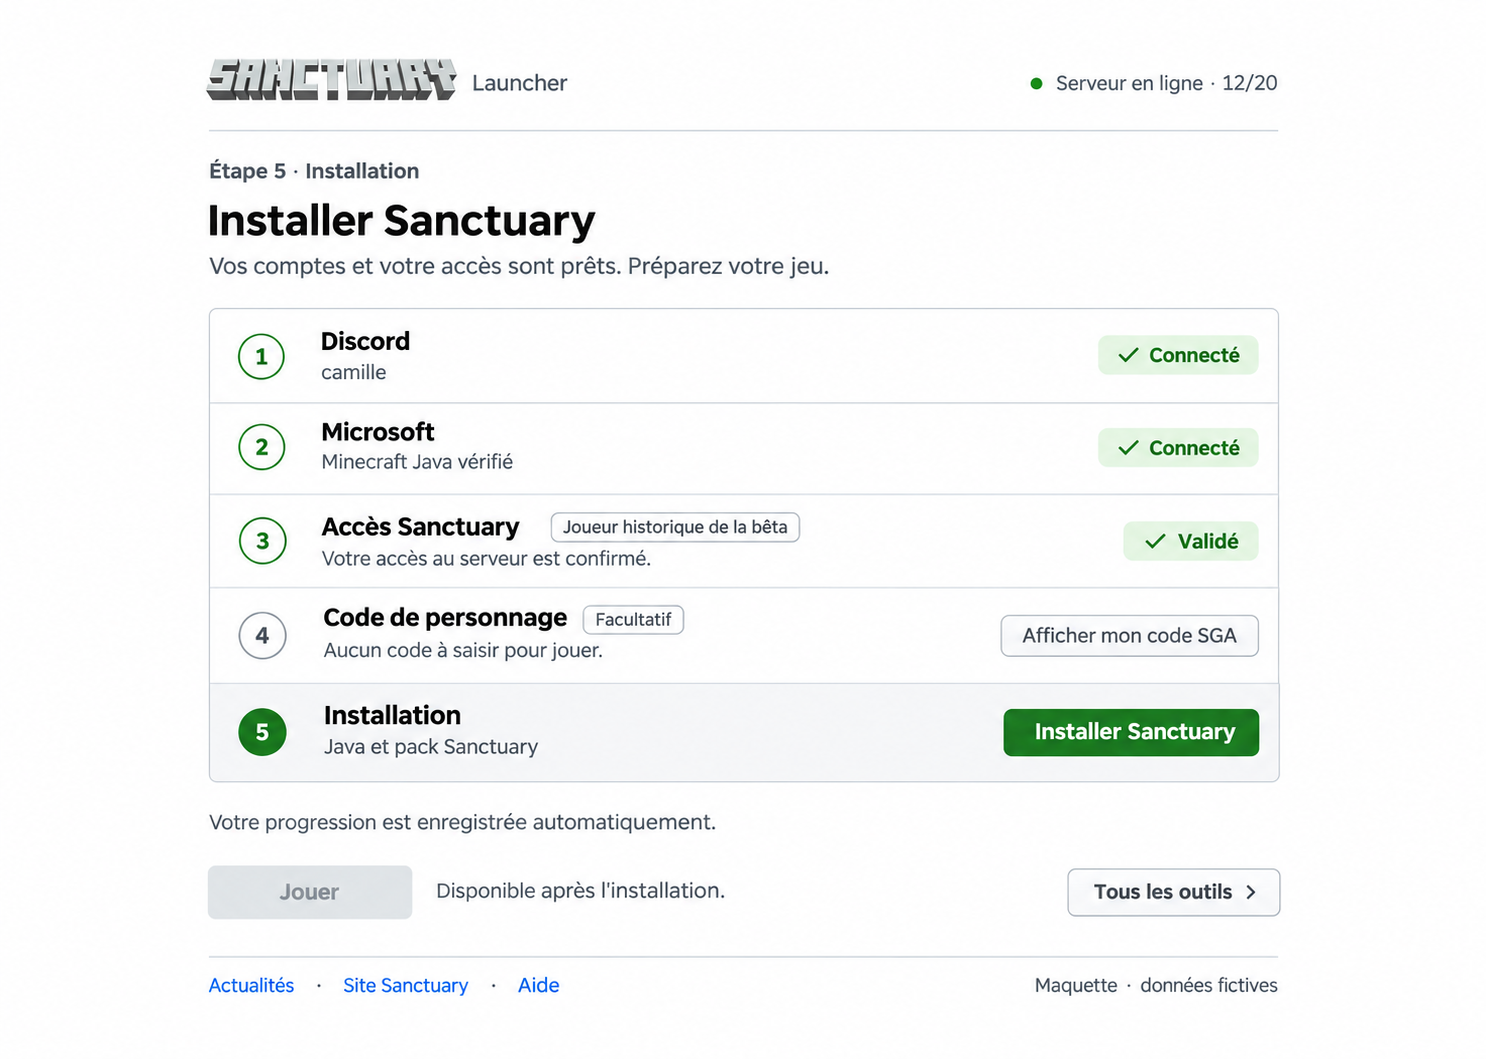 SANCTUARY Launcher
Serveur en ligne · 12/20
Étape 5 · Installation
Installer Sanctuary
Vos comptes et votre accès sont prêts. Préparez votre jeu.
1
Discord
camille
Connecté
2
Microsoft
Minecraft Java vérifié
Connecté
3
Accès Sanctuary
Joueur historique de la bêta
Votre accès au serveur est confirmé.
Validé
4
Code de personnage
Facultatif
Aucun code à saisir pour jouer.
Afficher mon code SGA
5
Installation
Java et pack Sanctuary
Installer Sanctuary
Votre progression est enregistrée automatiquement.
Jouer
Disponible après l'installation.
Tous les outils
Actualités · Site Sanctuary · Aide
Maquette · données fictives